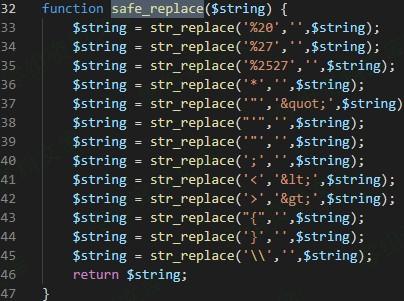 32 function safe_replace($string) {
33 $string = str_replace('%20','',$string);
34 $string = str_replace('%27','',$string);
35 $string = str_replace('%2527','',$string);
36 $string = str_replace('*','',$string);
37 $string = str_replace('"','&quot;',$string)
38 $string = str_replace("'",'',$string);
39 $string = str_replace('"','',$string);
40 $string = str_replace(';','',$string);
41 $string = str_replace('<','&lt;',$string);
42 $string = str_replace('>','&gt;',$string);
43 $string = str_replace("{",'',$string);
44 $string = str_replace('}','',$string);
45 $string = str_replace('\\','',$string);
46 return $string;
47 }